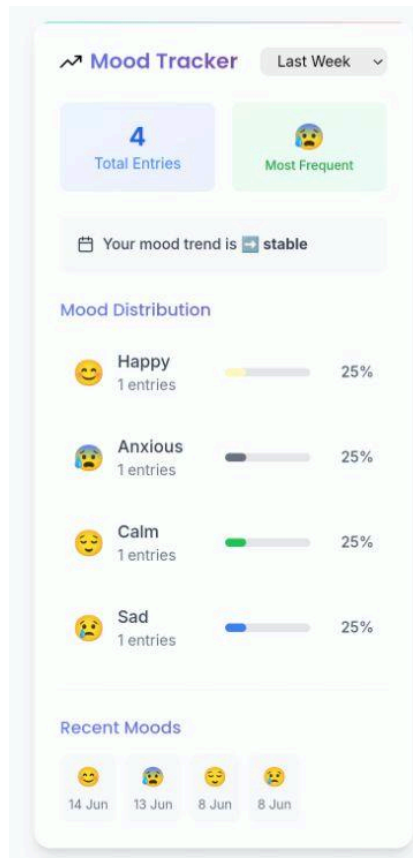 Mood Tracker Last Week
4
Total Entries
Most Frequent
Your mood trend is ➡️ stable
Mood Distribution
Happy
1 entries
25%
Anxious
1 entries
25%
Calm
1 entries
25%
Sad
1 entries
25%
Recent Moods
14 Jun 13 Jun 8 Jun 8 Jun